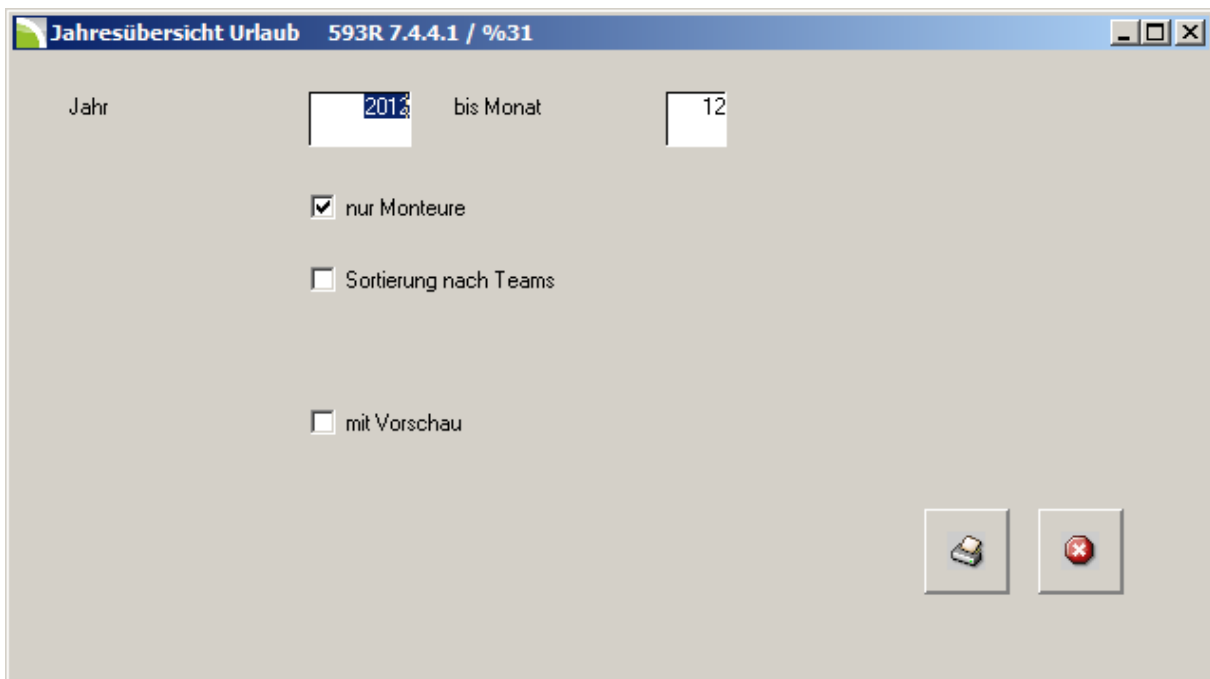 Jahresübersicht Urlaub 593R 7.4.4.1 / %31
Jahr 2012 bis Monat 12
nur Monteure
Sortierung nach Teams
mit Vorschau